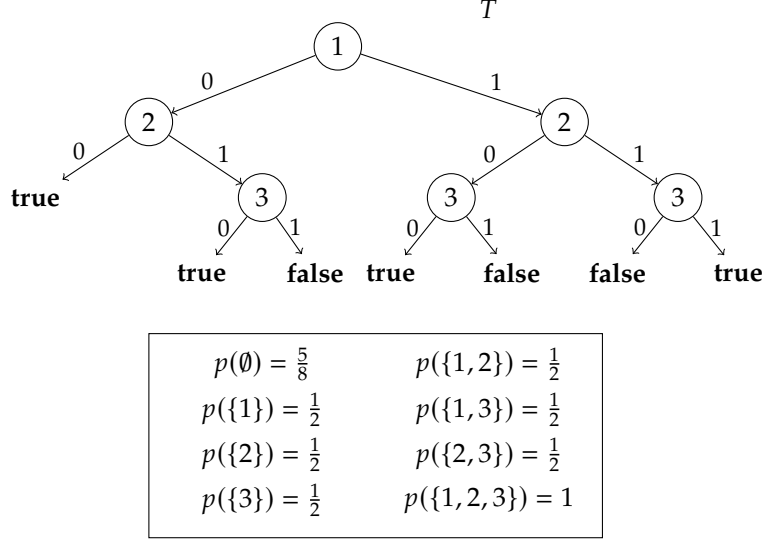 T
1
0 1
2 2
0 1 0 1
true 3 3 3
0 1 0 1 0 1
true false true false false true
p(∅) = 5/8 p({1, 2}) = 1/2
p({1}) = 1/2 p({1, 3}) = 1/2
p({2}) = 1/2 p({2, 3}) = 1/2
p({3}) = 1/2 p({1, 2, 3}) = 1